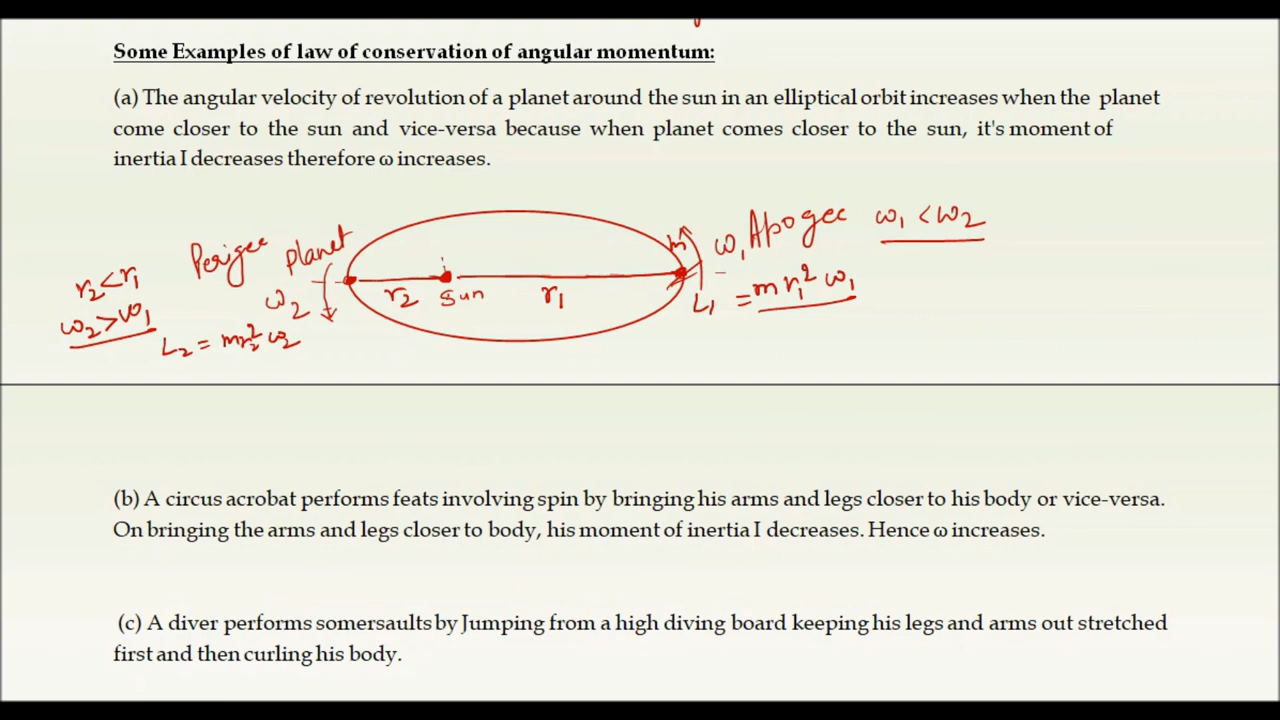 Some Examples of law of conservation of angular momentum:
(a) The angular velocity of revolution of a planet around the sun in an elliptical orbit increases when the planet
come closer to the sun and vice-versa because when planet comes closer to the sun, it's moment of
inertia I decreases therefore ω increases.
Perigee planet
r₂ < r₁
ω₂ > ω₁
L₂ = mr₂² ω₂
ω₂
r₂
Sun
r₁
m
ω₁ Apogee ω₁ < ω₂
L₁ = m r₁² ω₁
(b) A circus acrobat performs feats involving spin by bringing his arms and legs closer to his body or vice-versa.
On bringing the arms and legs closer to body, his moment of inertia I decreases. Hence ω increases.
(c) A diver performs somersaults by Jumping from a high diving board keeping his legs and arms out stretched
first and then curling his body.